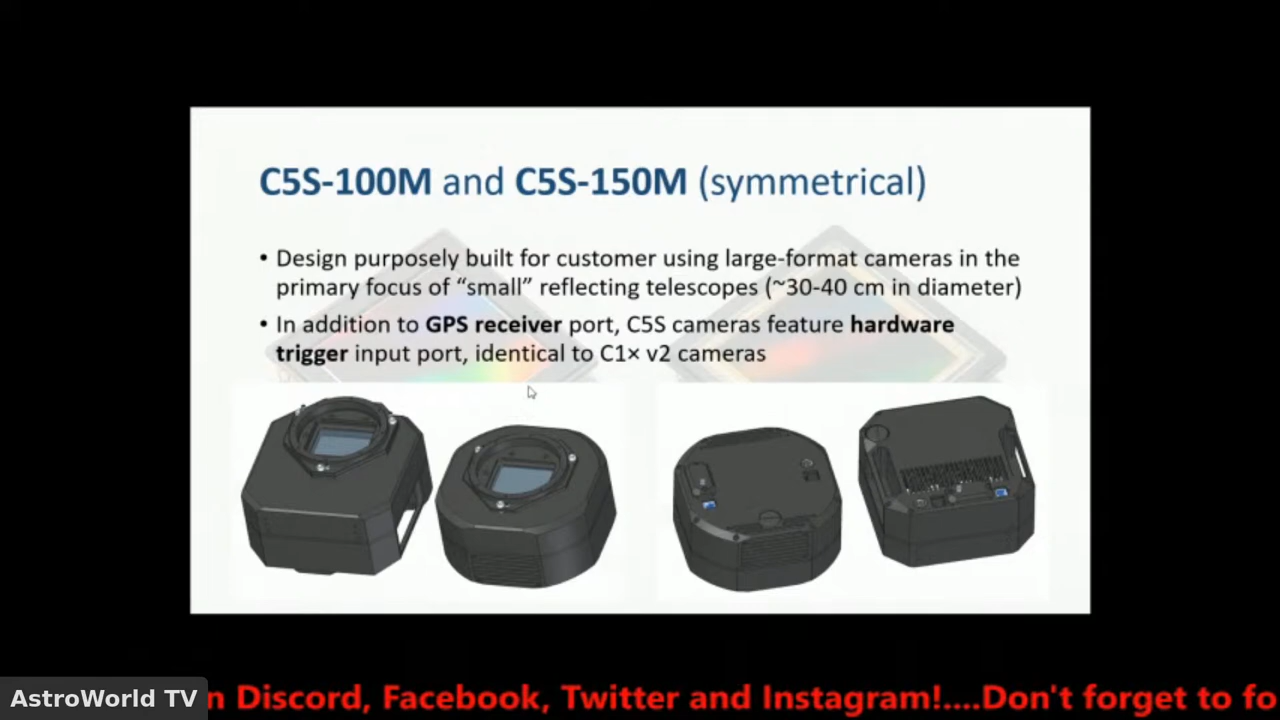 C5S-100M and C5S-150M (symmetrical)
• Design purposely built for customer using large-format cameras in the
primary focus of “small” reflecting telescopes (~30-40 cm in diameter)
• In addition to GPS receiver port, C5S cameras feature hardware
trigger input port, identical to C1× v2 cameras
AstroWorld TV
n Discord, Facebook, Twitter and Instagram!....Don't forget to fo